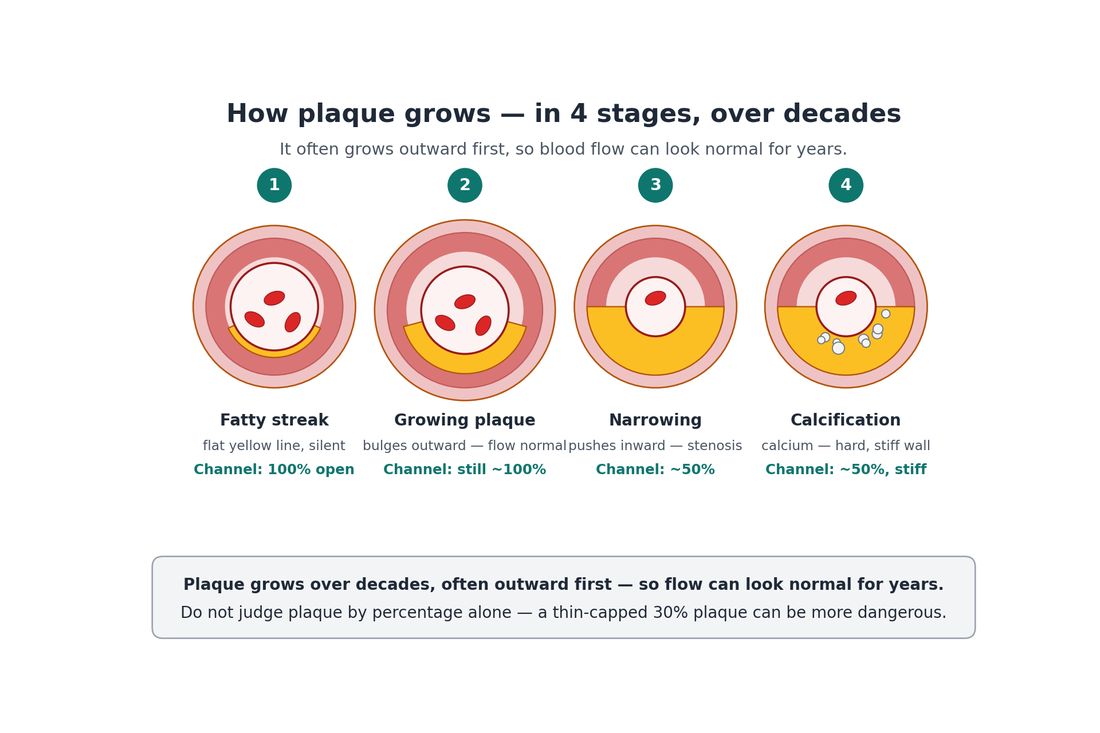 How plaque grows — in 4 stages, over decades
It often grows outward first, so blood flow can look normal for years.
1
2
3
4
Fatty streak
Growing plaque
Narrowing
Calcification
flat yellow line, silent
bulges outward — flow normal
pushes inward — stenosis
calcium — hard, stiff wall
Channel: 100% open
Channel: still ~100%
Channel: ~50%
Channel: ~50%, stiff
Plaque grows over decades, often outward first — so flow can look normal for years.
Do not judge plaque by percentage alone — a thin-capped 30% plaque can be more dangerous.